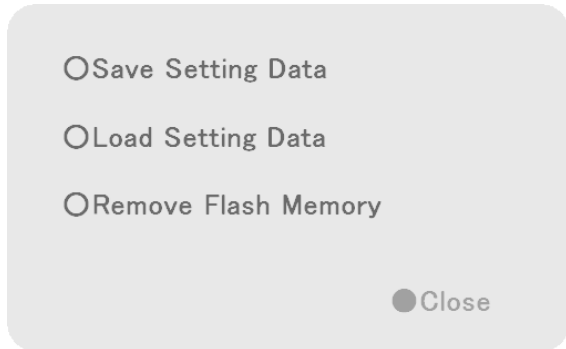 ○Save Setting Data
○Load Setting Data
○Remove Flash Memory
●Close